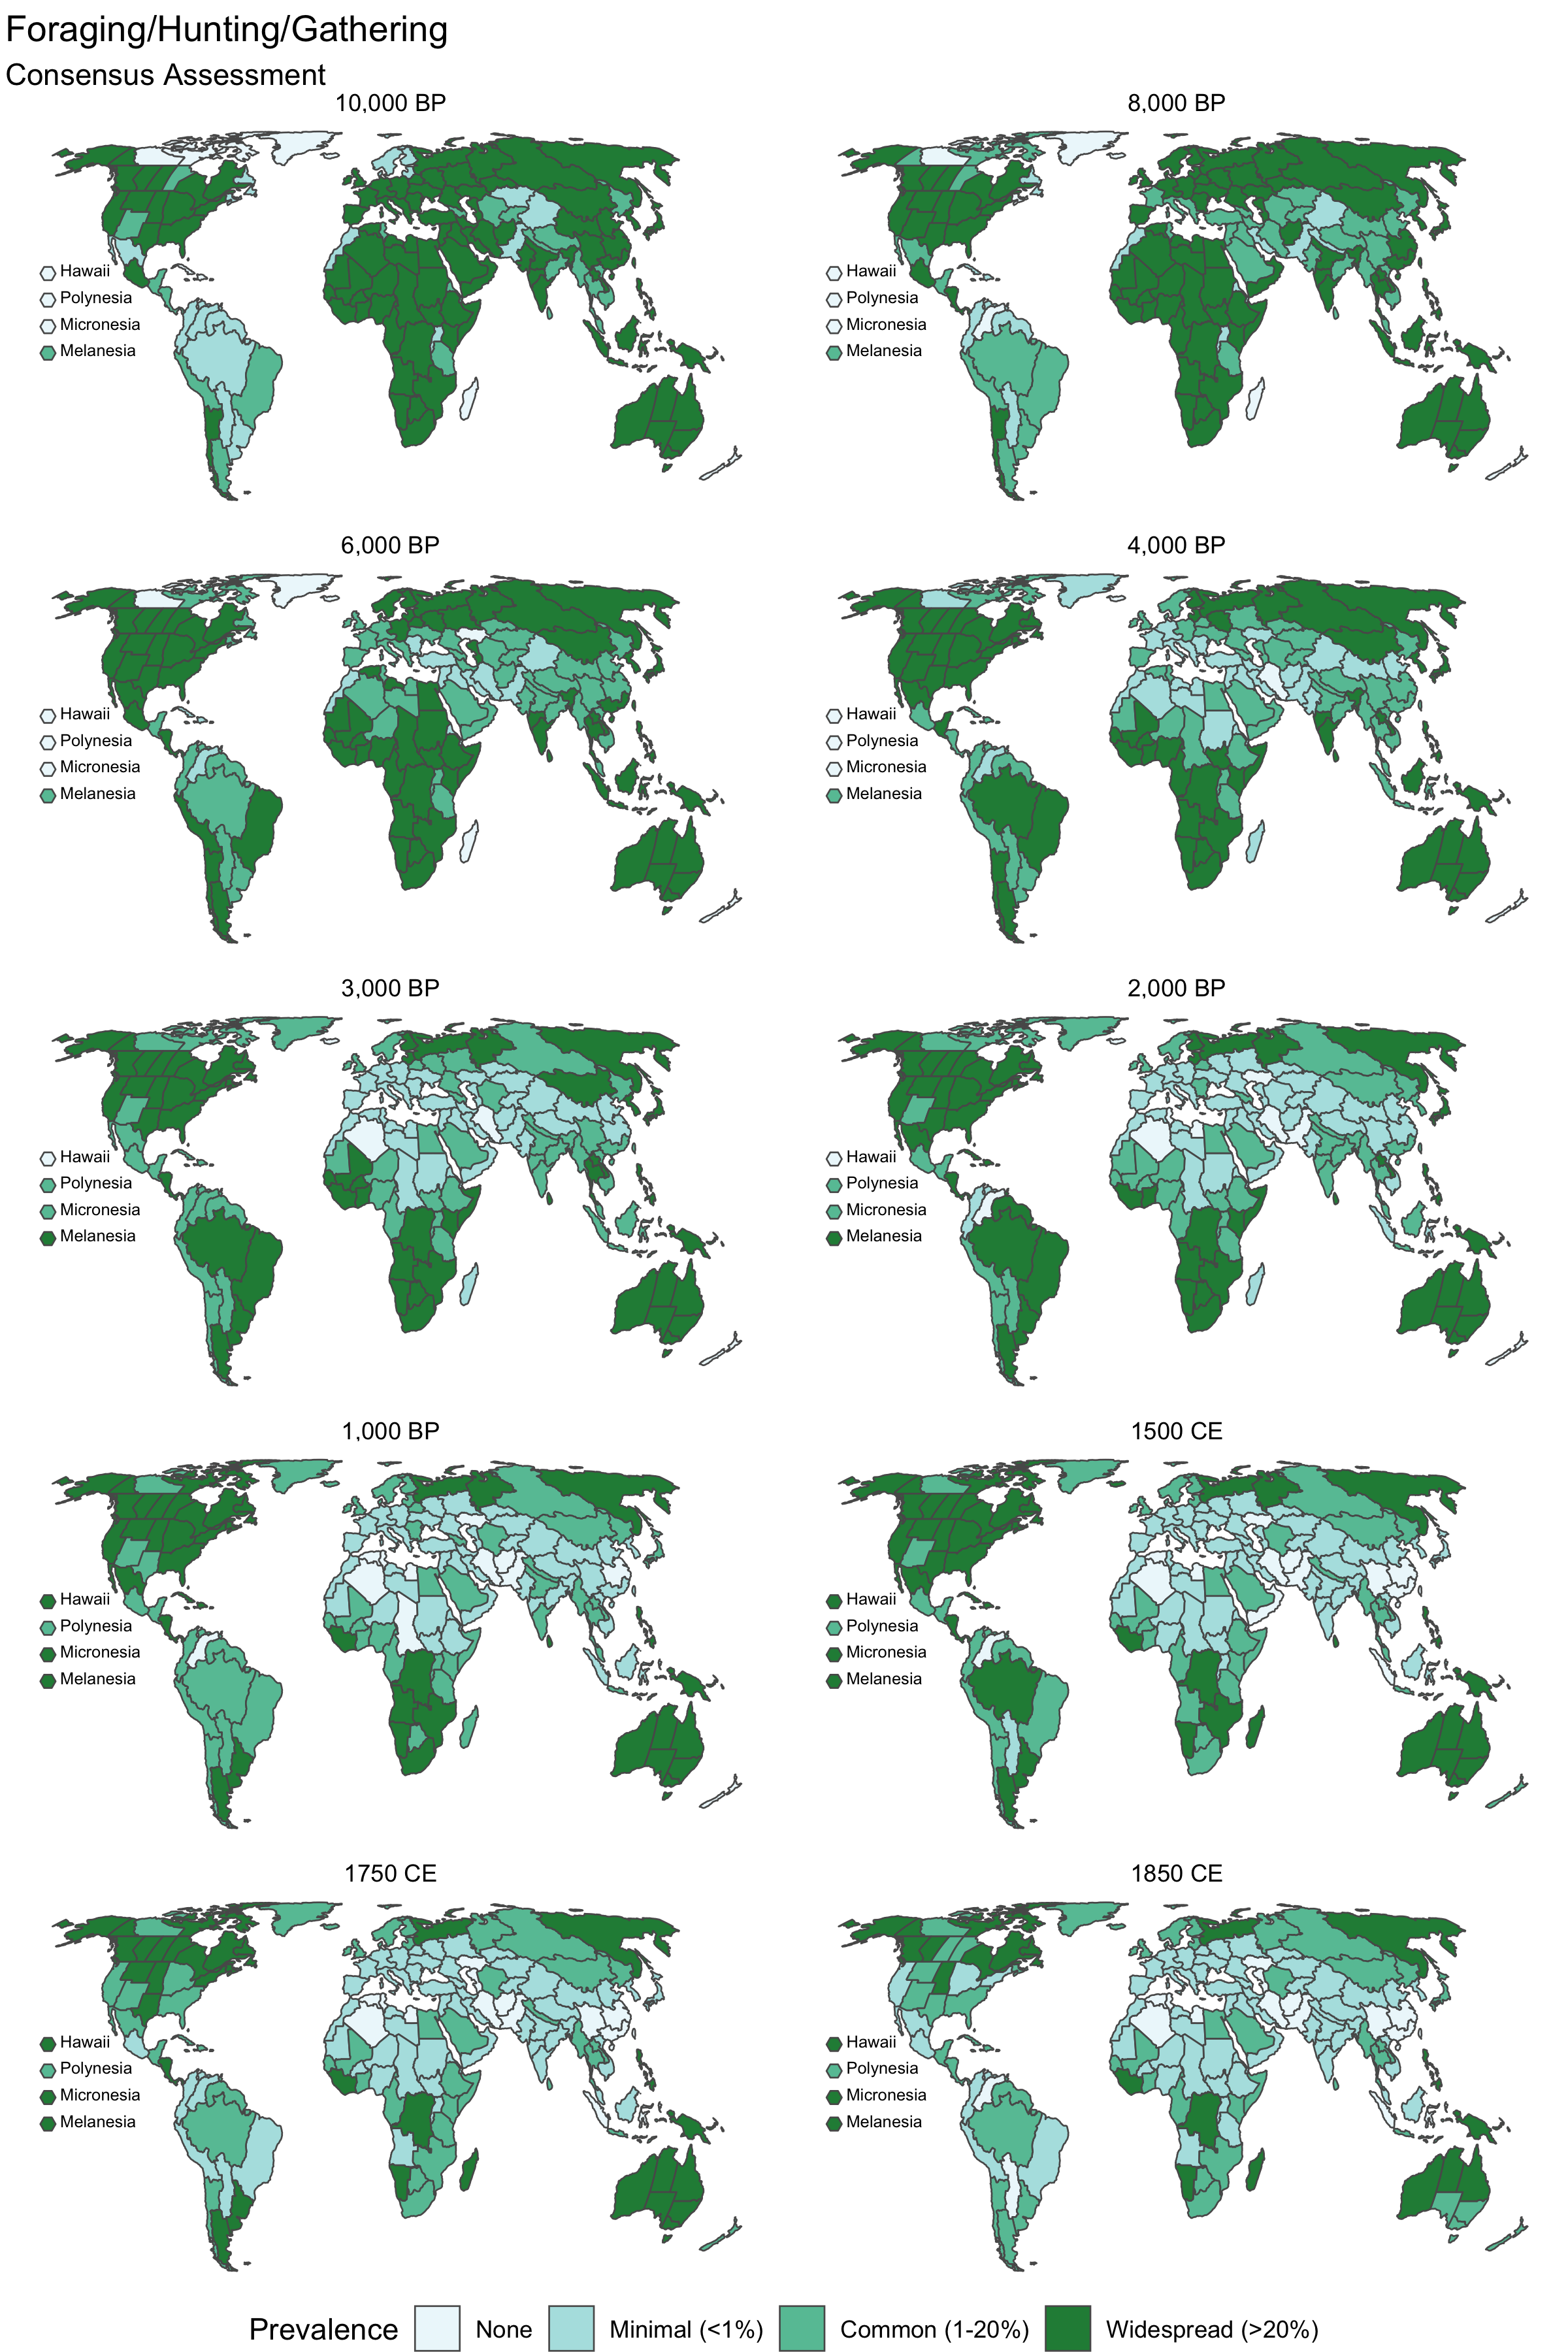 Foraging/Hunting/Gathering
Consensus Assessment
10,000 BP
8,000 BP
Hawaii
Polynesia
Micronesia
Melanesia
Hawaii
Polynesia
Micronesia
Melanesia
6,000 BP
4,000 BP
Hawaii
Polynesia
Micronesia
Melanesia
Hawaii
Polynesia
Micronesia
Melanesia
3,000 BP
2,000 BP
Hawaii
Polynesia
Micronesia
Melanesia
Hawaii
Polynesia
Micronesia
Melanesia
1,000 BP
1500 CE
Hawaii
Polynesia
Micronesia
Melanesia
Hawaii
Polynesia
Micronesia
Melanesia
1750 CE
1850 CE
Hawaii
Polynesia
Micronesia
Melanesia
Hawaii
Polynesia
Micronesia
Melanesia
Prevalence None Minimal (<1%) Common (1-20%) Widespread (>20%)